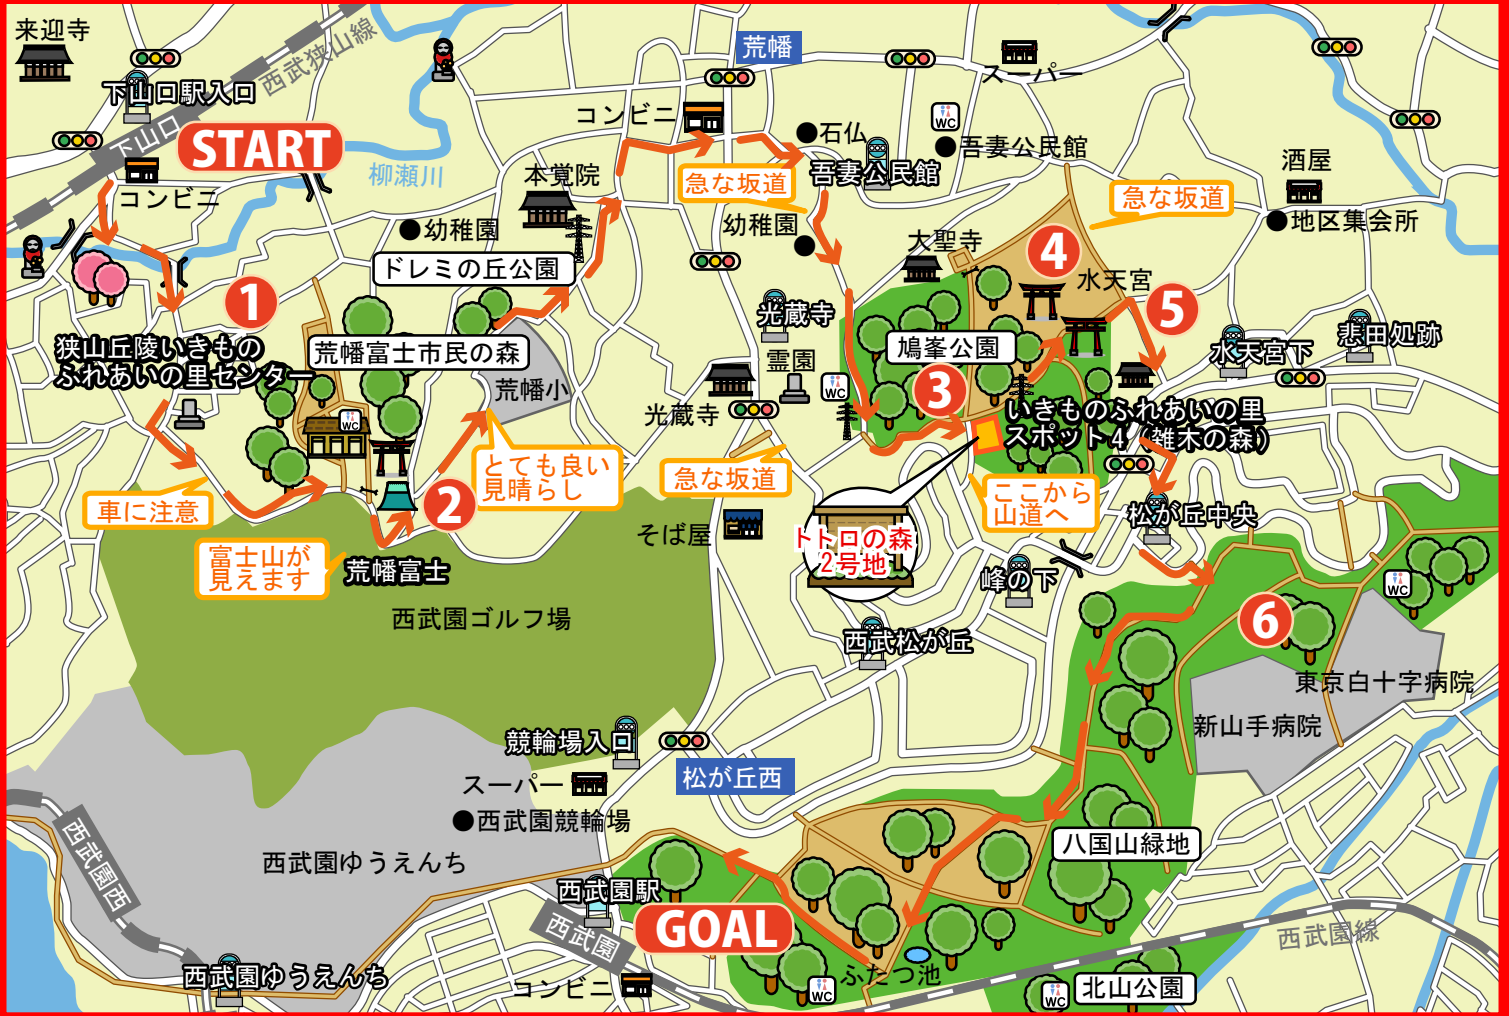 来迎寺
下山口駅入口
西武狭山線
荒幡
スーパー
下山口
START
コンビニ
石仏
WC
吾妻公民館
吾妻公民館
コンビニ
柳瀬川
本覚院
急な坂道
酒屋
急な坂道
地区集会所
幼稚園
幼稚園
大聖寺
4
水天宮
ドレミの丘公園
1
5
光蔵寺
狭山丘陵いきもの
ふれあいの里センター
荒幡富士市民の森
鳩峯公園
水天宮下
悲田処跡
霊園
荒幡小
WC
3
光蔵寺
いきものふれあいの里
スポット4（雑木の森）
WC
とても良い
見晴らし
急な坂道
ここから
山道へ
車に注意
2
松が丘中央
そば屋
トトロの森
2号地
富士山が
見えます
荒幡富士
峰の下
WC
西武園ゴルフ場
6
西武松が丘
東京白十字病院
新山手病院
競輪場入口
松が丘西
スーパー
西武園競輪場
八国山緑地
西武園ゆうえんち
西武園西
西武園駅
GOAL
西武園
西武園線
西武園ゆうえんち
コンビニ
ふたつ池
WC
WC
北山公園